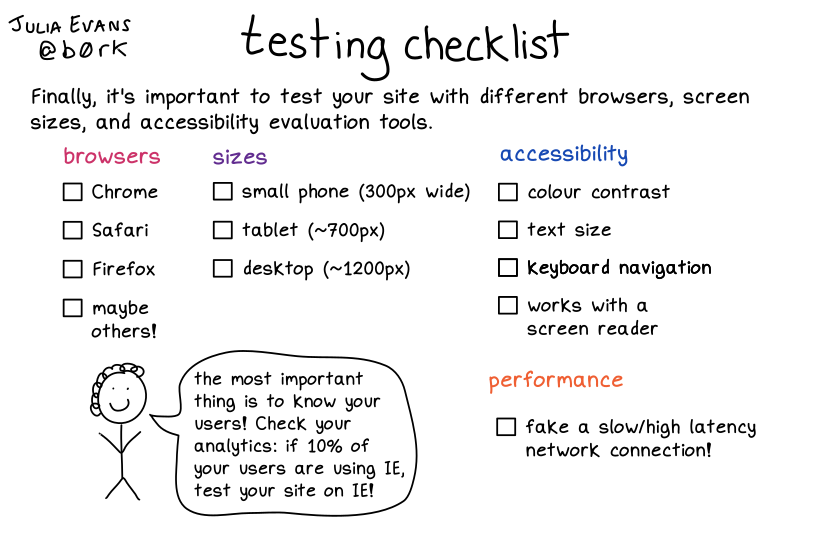 JULIA EVANS
@b0rk
testing checklist
Finally, it's important to test your site with different browsers, screen
sizes, and accessibility evaluation tools.
browsers
Chrome
Safari
Firefox
maybe
others!
sizes
small phone (300px wide)
tablet (~700px)
desktop (~1200px)
accessibility
colour contrast
text size
keyboard navigation
works with a
screen reader
performance
fake a slow/high latency
network connection!
the most important
thing is to know your
users! Check your
analytics: if 10% of
your users are using IE,
test your site on IE!